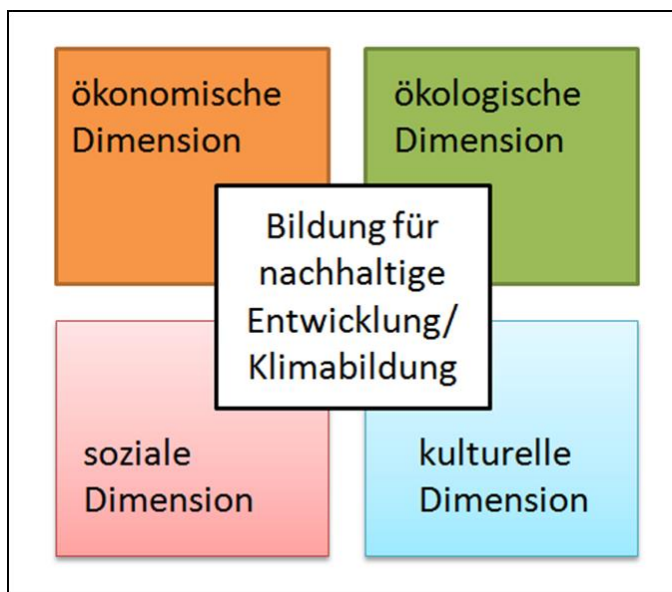 ökonomische
Dimension
ökologische
Dimension
Bildung für
nachhaltige
Entwicklung/
Klimabildung
soziale
Dimension
kulturelle
Dimension